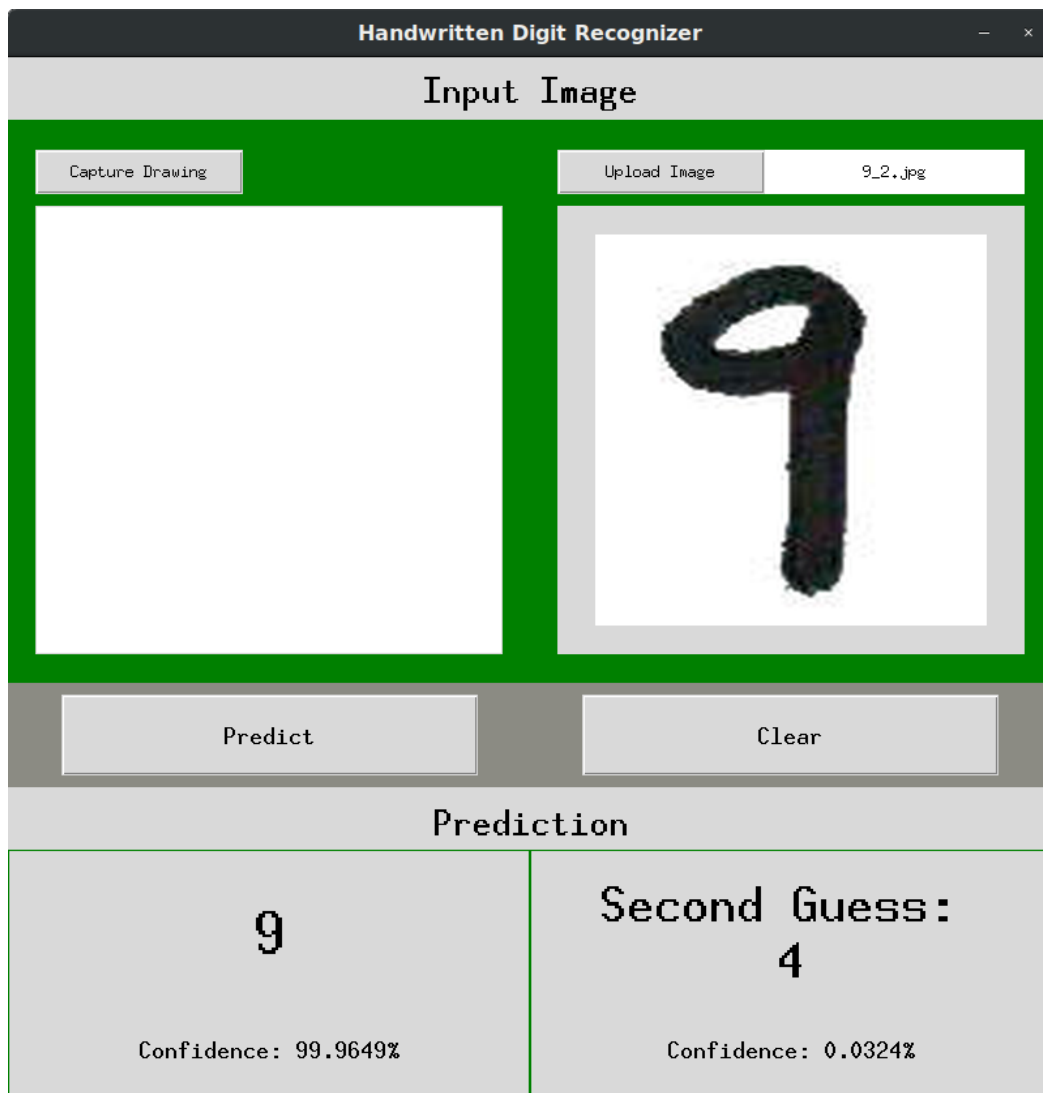 Handwritten Digit Recognizer
Input Image
Capture Drawing
Upload Image
9_2.jpg
9
Predict
Clear
Prediction
9
Confidence: 99.9649%
Second Guess:
4
Confidence: 0.0324%